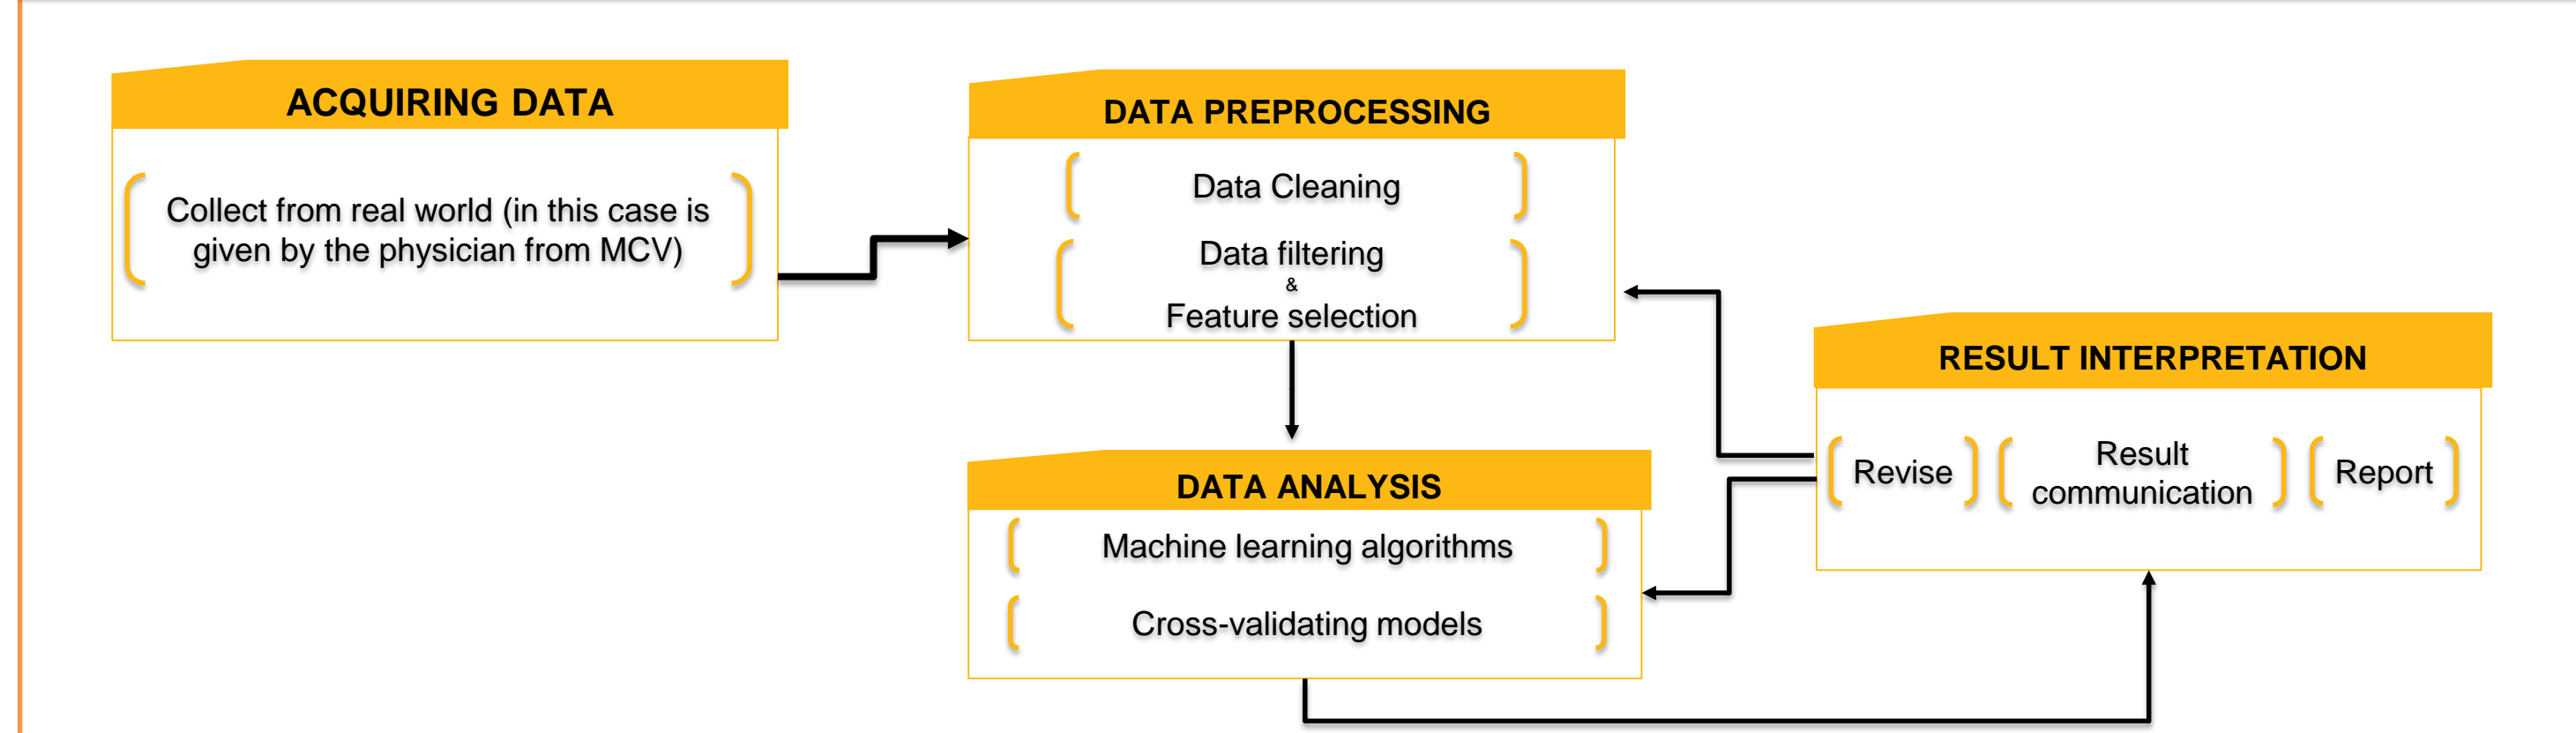 ACQUIRING DATA
Collect from real world (in this case is
given by the physician from MCV)
DATA PREPROCESSING
Data Cleaning
Data filtering
&
Feature selection
DATA ANALYSIS
Machine learning algorithms
Cross-validating models
RESULT INTERPRETATION
Revise
Result
communication
Report